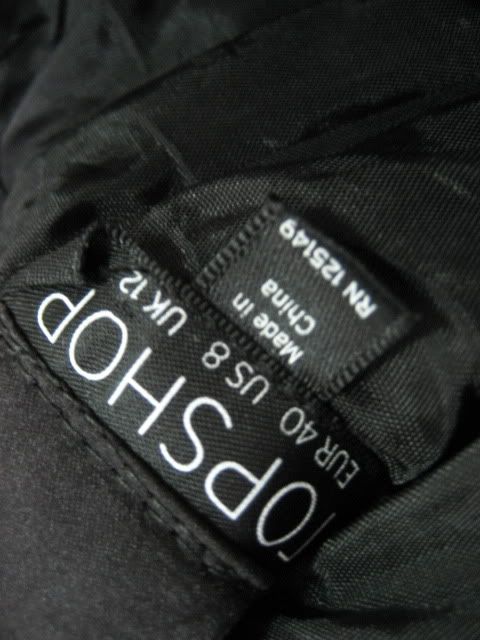 TOPSHOP
EUR 40 US 8 UK 12
Made in
China
RN 125149